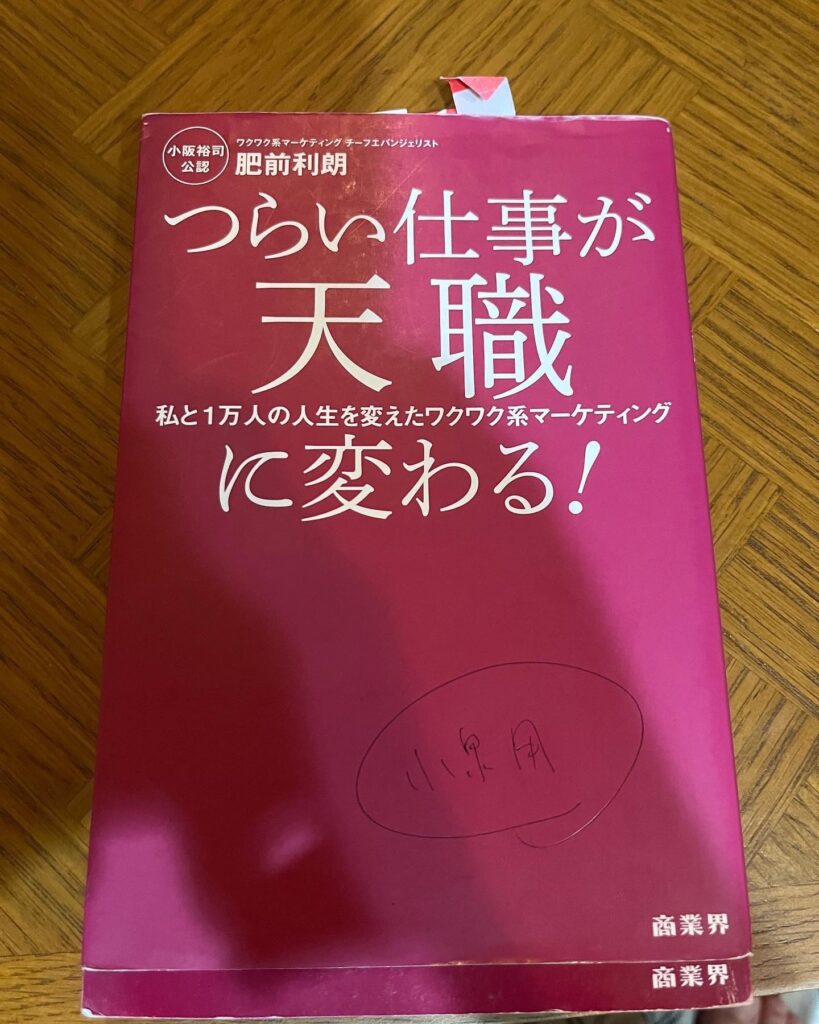 小阪裕司
公認
ワクワク系マーケティング チーフエバンジェリスト
肥前利朗
つらい仕事が
天職
私と1万人の人生を変えたワクワク系マーケティング
に変わる!
小泉用
商業界
商業界